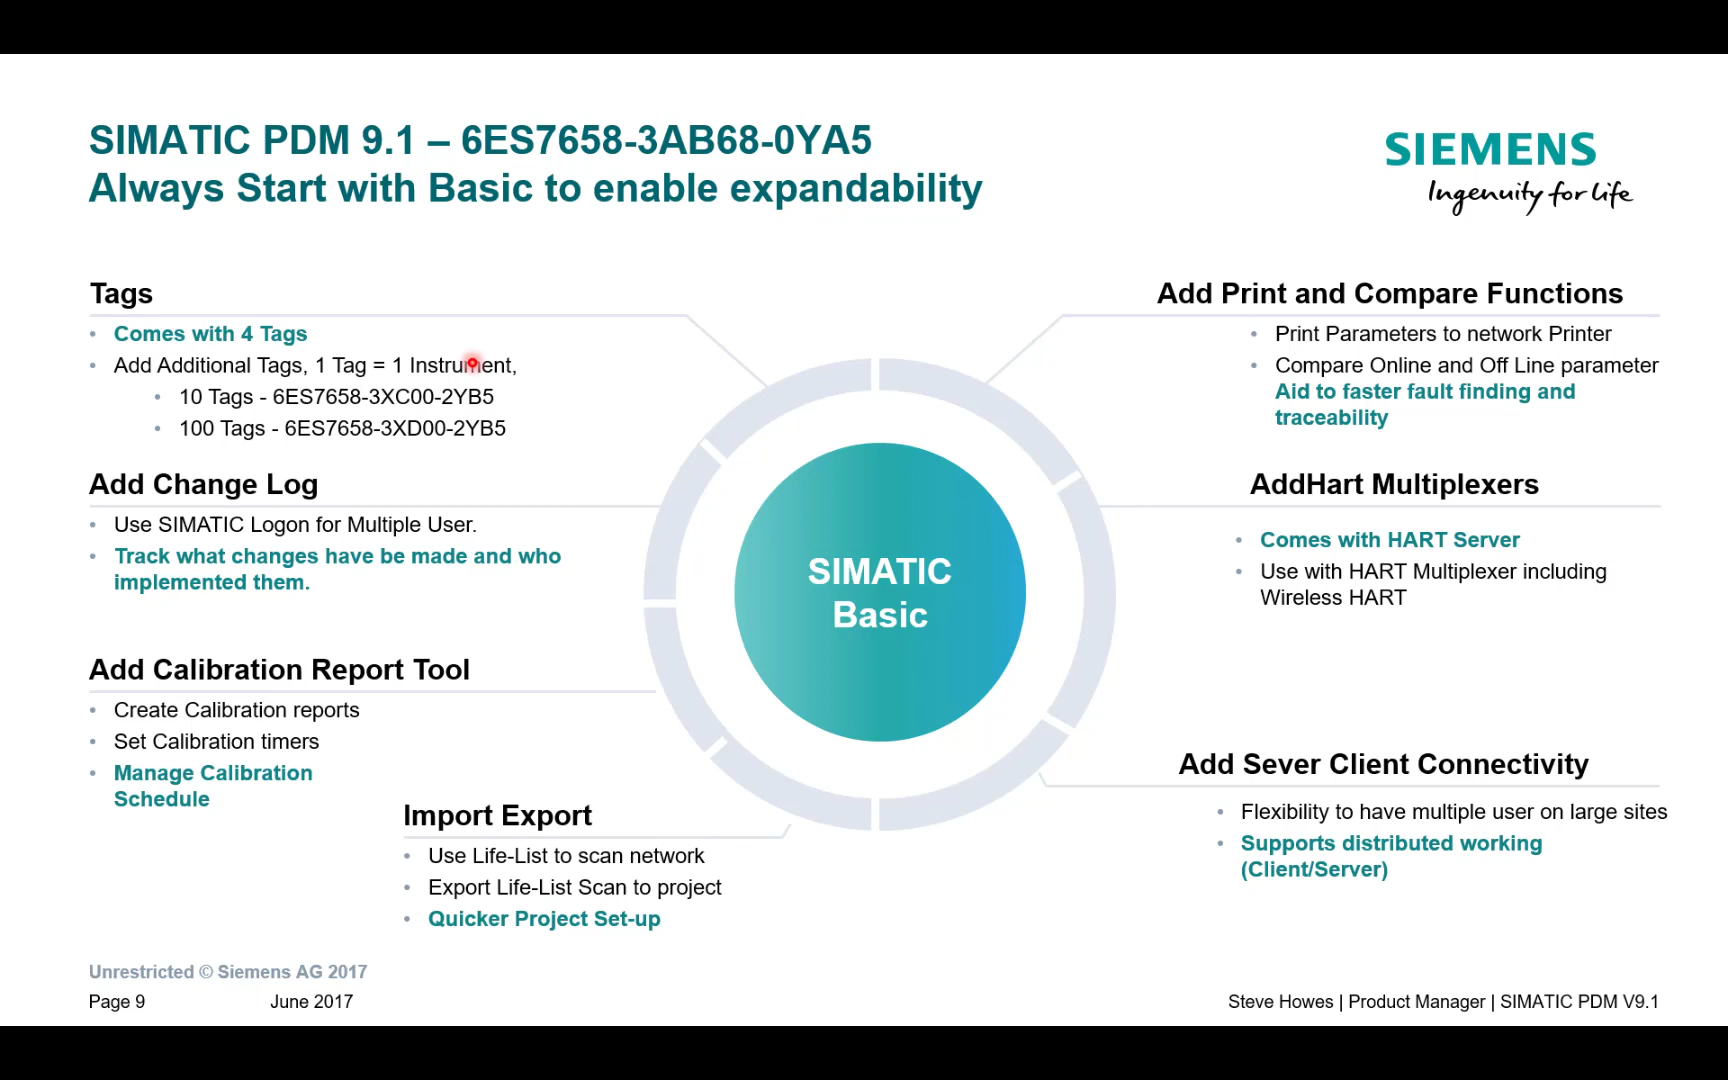 SIMATIC PDM 9.1 – 6ES7658-3AB68-0YA5
Always Start with Basic to enable expandability
SIEMENS
Ingenuity for life
Tags
• Comes with 4 Tags
• Add Additional Tags, 1 Tag = 1 Instrument,
• 10 Tags - 6ES7658-3XC00-2YB5
• 100 Tags - 6ES7658-3XD00-2YB5
Add Change Log
• Use SIMATIC Logon for Multiple User.
• Track what changes have be made and who
implemented them.
Add Calibration Report Tool
• Create Calibration reports
• Set Calibration timers
• Manage Calibration
Schedule
Import Export
• Use Life-List to scan network
• Export Life-List Scan to project
• Quicker Project Set-up
SIMATIC
Basic
Add Print and Compare Functions
• Print Parameters to network Printer
• Compare Online and Off Line parameter
Aid to faster fault finding and
traceability
AddHart Multiplexers
• Comes with HART Server
• Use with HART Multiplexer including
Wireless HART
Add Sever Client Connectivity
• Flexibility to have multiple user on large sites
• Supports distributed working
(Client/Server)
Unrestricted © Siemens AG 2017
Page 9 June 2017
Steve Howes | Product Manager | SIMATIC PDM V9.1